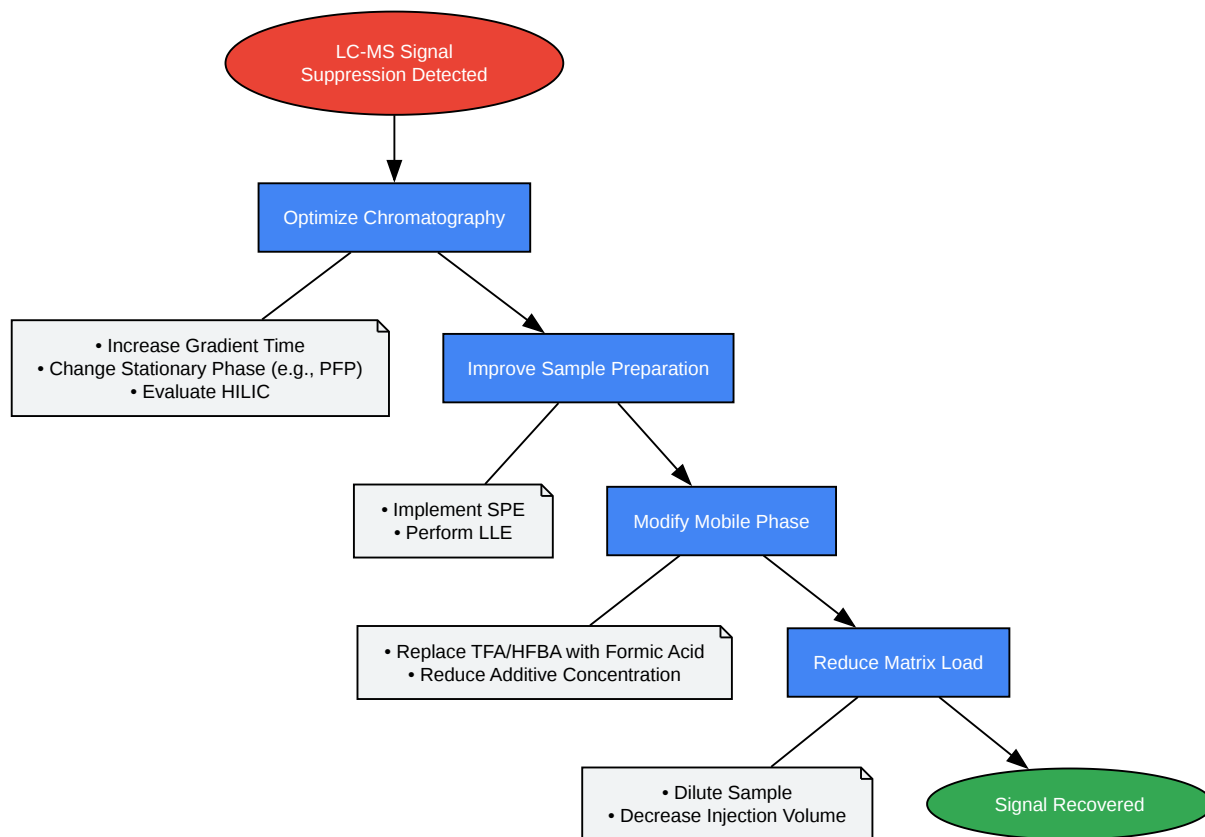 LC-MS Signal
Suppression Detected
Optimize Chromatography
• Increase Gradient Time
• Change Stationary Phase (e.g., PFP)
• Evaluate HILIC
Improve Sample Preparation
• Implement SPE
• Perform LLE
Modify Mobile Phase
• Replace TFA/HFBA with Formic Acid
• Reduce Additive Concentration
Reduce Matrix Load
• Dilute Sample
• Decrease Injection Volume
Signal Recovered